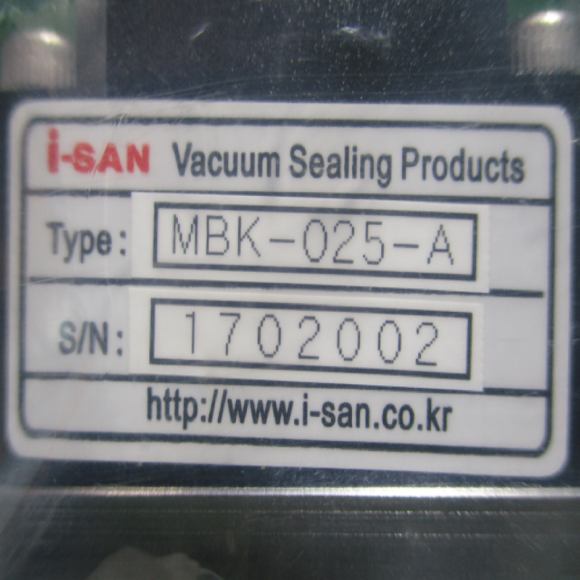 i-SAN Vacuum Sealing Products
Type: MBK-025-A
S/N: 1702002
http://www.i-san.co.kr